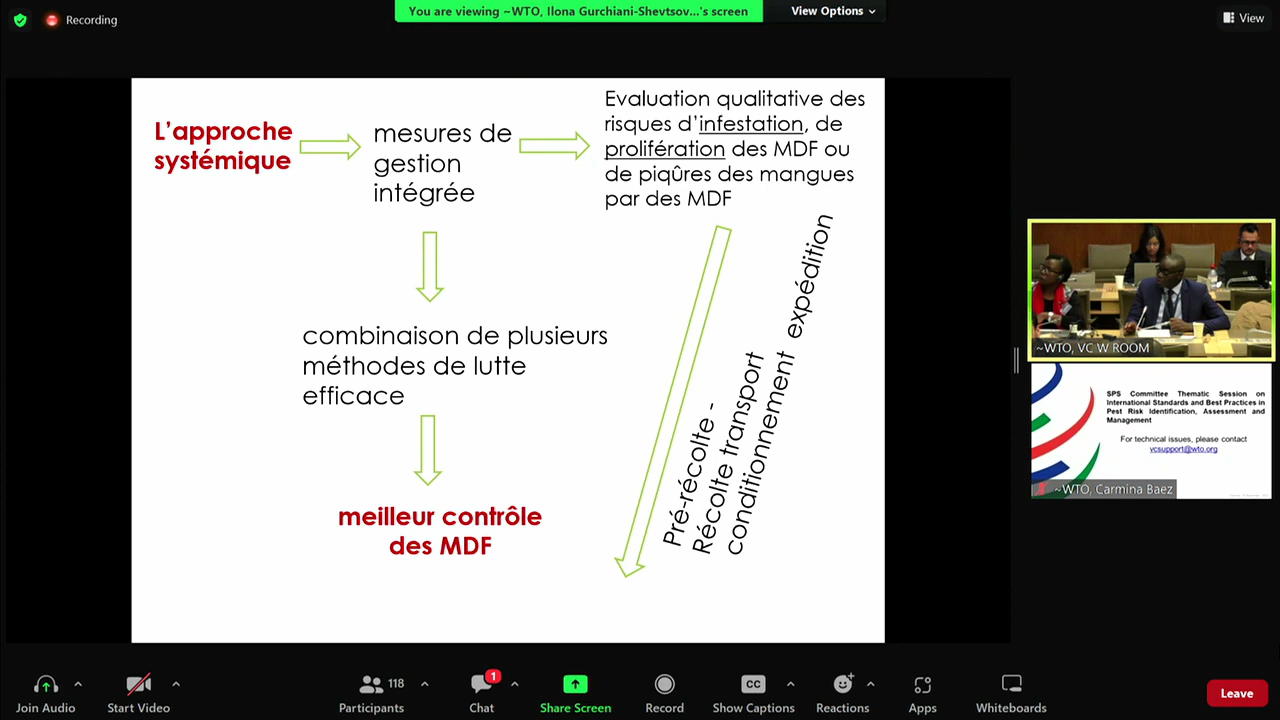 Recording
You are viewing ~WTO, Ilona Gurchiani-Shevtsov...'s screen
View Options
View
L'approche
systémique
mesures de
gestion
intégrée
Evaluation qualitative des
risques d'infestation, de
prolifération des MDF ou
de piqûres des mangues
par des MDF
combinaison de plusieurs
méthodes de lutte
efficace
meilleur contrôle
des MDF
Pré-récolte -
Récolte transport
conditionnement expédition
~WTO, VC W ROOM
SPS Committee Thematic Session on
International Standards and Best Practices in
Pest Risk Identification, Assessment and
Management
For technical issues, please contact
vcsupport@wto.org
~WTO, Carmina Baez
Join Audio
Start Video
118
Participants
1
Chat
Share Screen
Record
CC
Show Captions
Reactions
Apps
Whiteboards
Leave